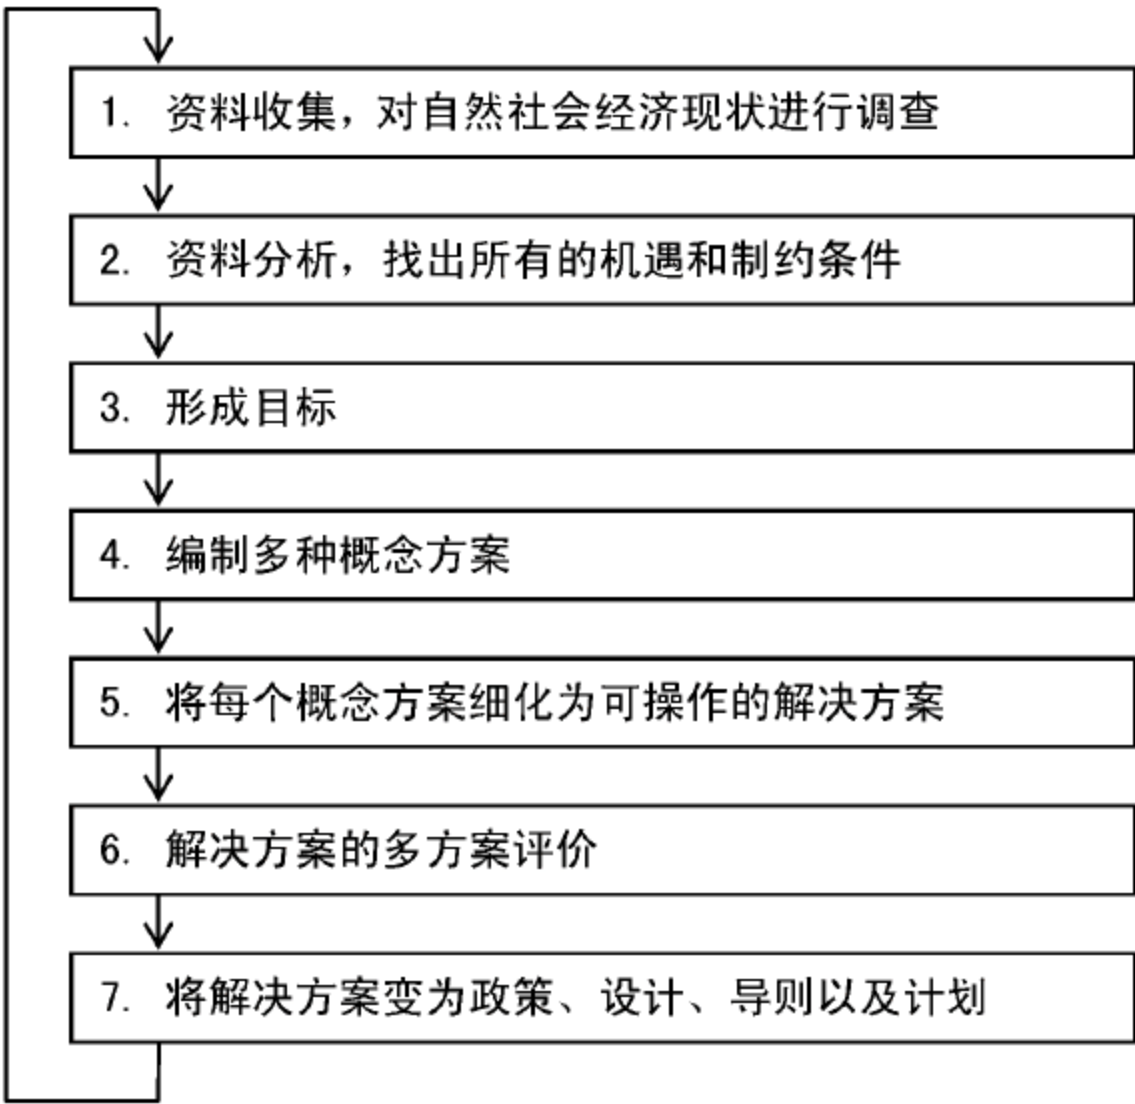 1. 资料收集，对自然社会经济现状进行调查
2. 资料分析，找出所有的机遇和制约条件
3. 形成目标
4. 编制多种概念方案
5. 将每个概念方案细化为可操作的解决方案
6. 解决方案的多方案评价
7. 将解决方案变为政策、设计、导则以及计划